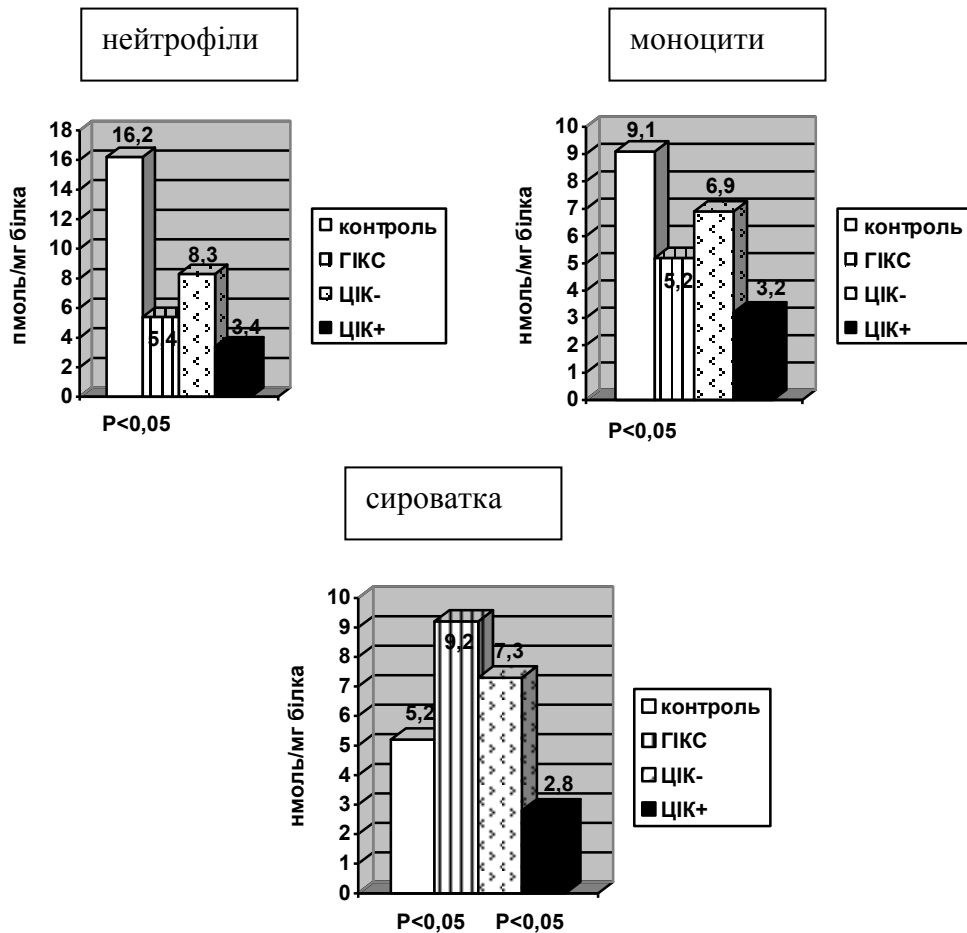 нейтрофіли
моноцити
пмоль/мг білка
18
16
14
12
10
8
6
4
2
0
16,2
5,4
8,3
3,4
P<0,05
контроль
ГІКС
ЦІК-
ЦІК+
нмоль/мг білка
10
9
8
7
6
5
4
3
2
1
0
9,1
5,2
6,9
3,2
P<0,05
контроль
ГІКС
ЦІК-
ЦІК+
сироватка
нмоль/мг білка
10
9
8
7
6
5
4
3
2
1
0
5,2
9,2
7,3
2,8
P<0,05 P<0,05
контроль
ГІКС
ЦІК-
ЦІК+